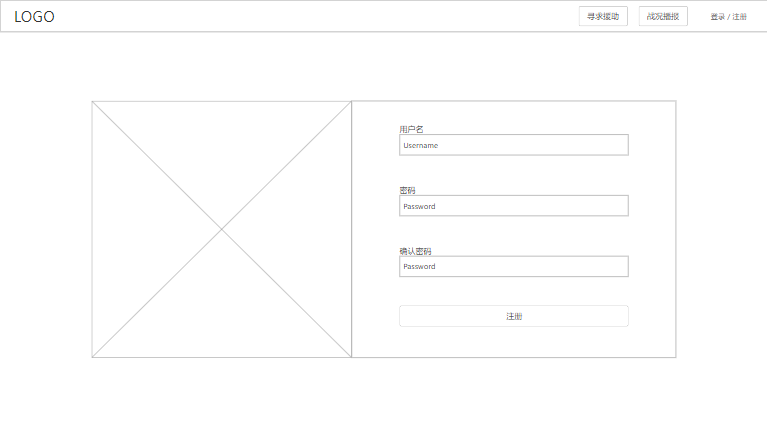 LOGO
寻求援助
战况播报
登录 / 注册
用户名
Username
密码
Password
确认密码
Password
注册